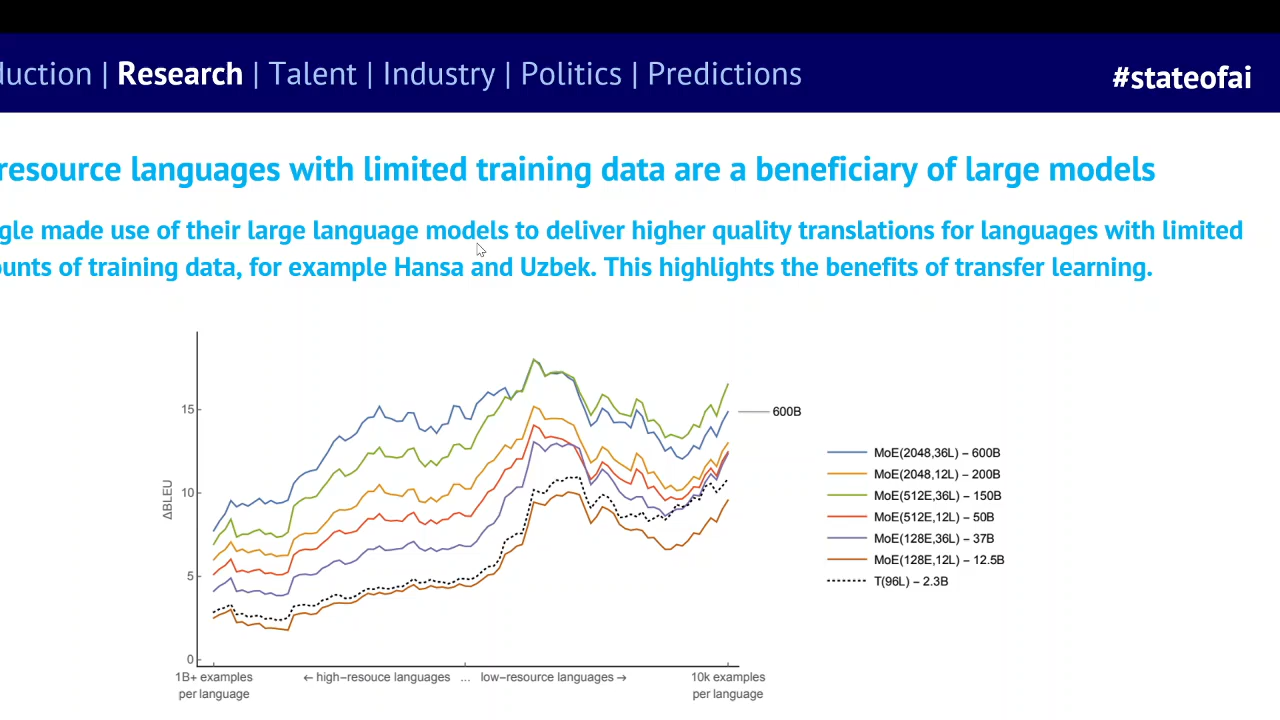 duction | Research | Talent | Industry | Politics | Predictions
#stateofai
resource languages with limited training data are a beneficiary of large models
gle made use of their large language models to deliver higher quality translations for languages with limited
ounts of training data, for example Hansa and Uzbek. This highlights the benefits of transfer learning.
15
10
5
0
ΔBLEU
600B
MoE(2048,36L) – 600B
MoE(2048,12L) – 200B
MoE(512E,36L) – 150B
MoE(512E,12L) – 50B
MoE(128E,36L) – 37B
MoE(128E,12L) – 12.5B
T(96L) – 2.3B
1B+ examples
per language
← high–resouce languages ... low–resource languages →
10k examples
per language